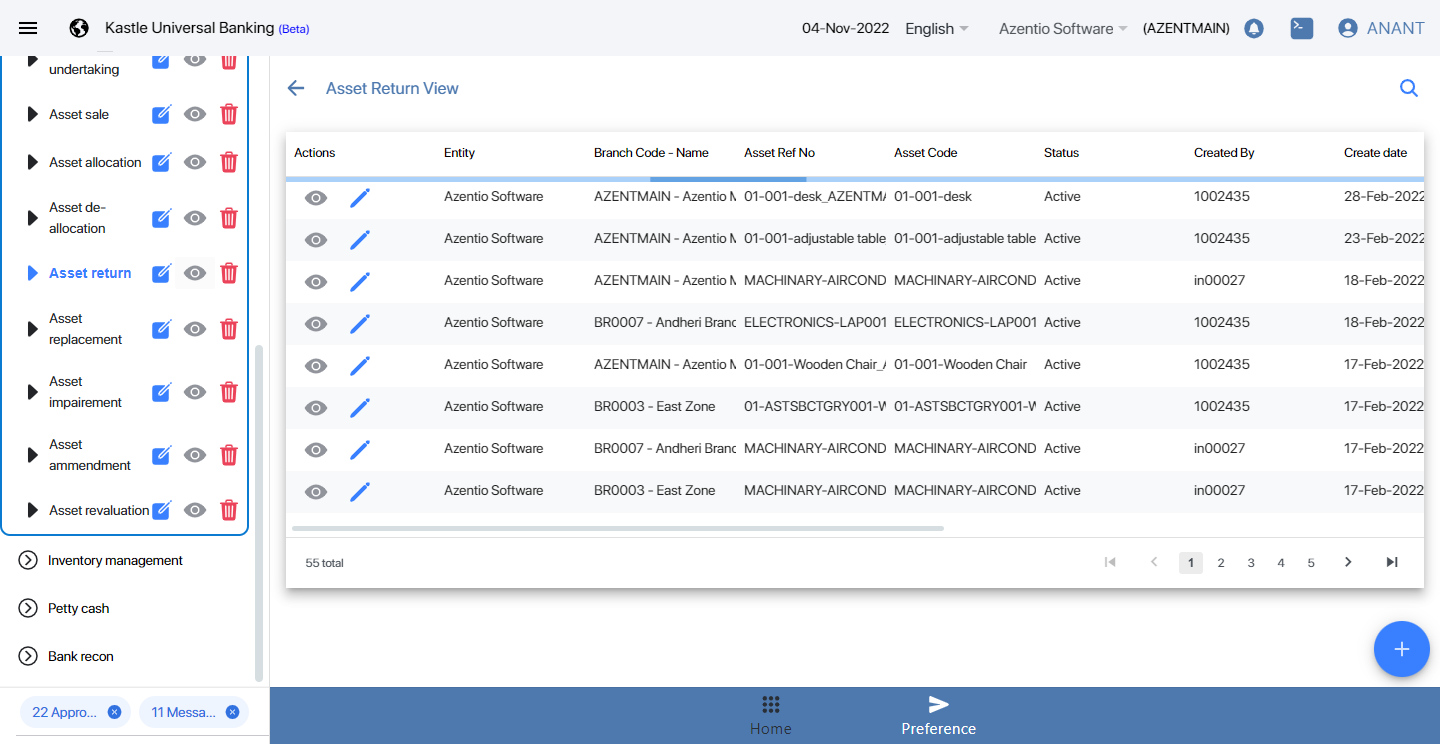 Kastle Universal Banking (Beta)
04-Nov-2022
English
Azentio Software
(AZENTMAIN)
ANANT
undertaking
Asset sale
Asset allocation
Asset de-
allocation
Asset return
Asset
replacement
Asset
impairement
Asset
ammendment
Asset revaluation
Inventory management
Petty cash
Bank recon
22 Appro...
11 Messa...
Asset Return View
Actions Entity Branch Code - Name Asset Ref No Asset Code Status Created By Create date
Azentio Software AZENTMAIN - Azentio M 01-001-desk_AZENTMA 01-001-desk Active 1002435 28-Feb-2022
Azentio Software AZENTMAIN - Azentio M 01-001-adjustable table 01-001-adjustable table Active 1002435 23-Feb-2022
Azentio Software AZENTMAIN - Azentio M MACHINARY-AIRCOND MACHINARY-AIRCOND Active in00027 18-Feb-2022
Azentio Software BR0007 - Andheri Branc ELECTRONICS-LAP001 ELECTRONICS-LAP001 Active 1002435 18-Feb-2022
Azentio Software AZENTMAIN - Azentio M 01-001-Wooden Chair_A 01-001-Wooden Chair Active 1002435 17-Feb-2022
Azentio Software BR0003 - East Zone 01-ASTSBCTGRY001-W 01-ASTSBCTGRY001-W Active 1002435 17-Feb-2022
Azentio Software BR0007 - Andheri Branc MACHINARY-AIRCOND MACHINARY-AIRCOND Active in00027 17-Feb-2022
Azentio Software BR0003 - East Zone MACHINARY-AIRCOND MACHINARY-AIRCOND Active in00027 17-Feb-2022
55 total
1 2 3 4 5
Home
Preference